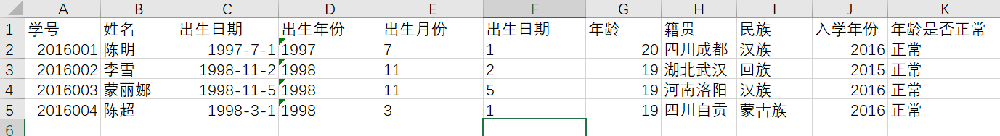 A B C D E F G H I J K
1 学号 姓名 出生日期 出生年份 出生月份 出生日期 年龄 籍贯 民族 入学年份 年龄是否正常
2 2016001 陈明 1997-7-1 1997 7 1 20 四川成都 汉族 2016 正常
3 2016002 李雪 1998-11-2 1998 11 2 19 湖北武汉 回族 2015 正常
4 2016003 蒙丽娜 1998-11-5 1998 11 5 19 河南洛阳 汉族 2016 正常
5 2016004 陈超 1998-3-1 1998 3 1 19 四川自贡 蒙古族 2016 正常
6